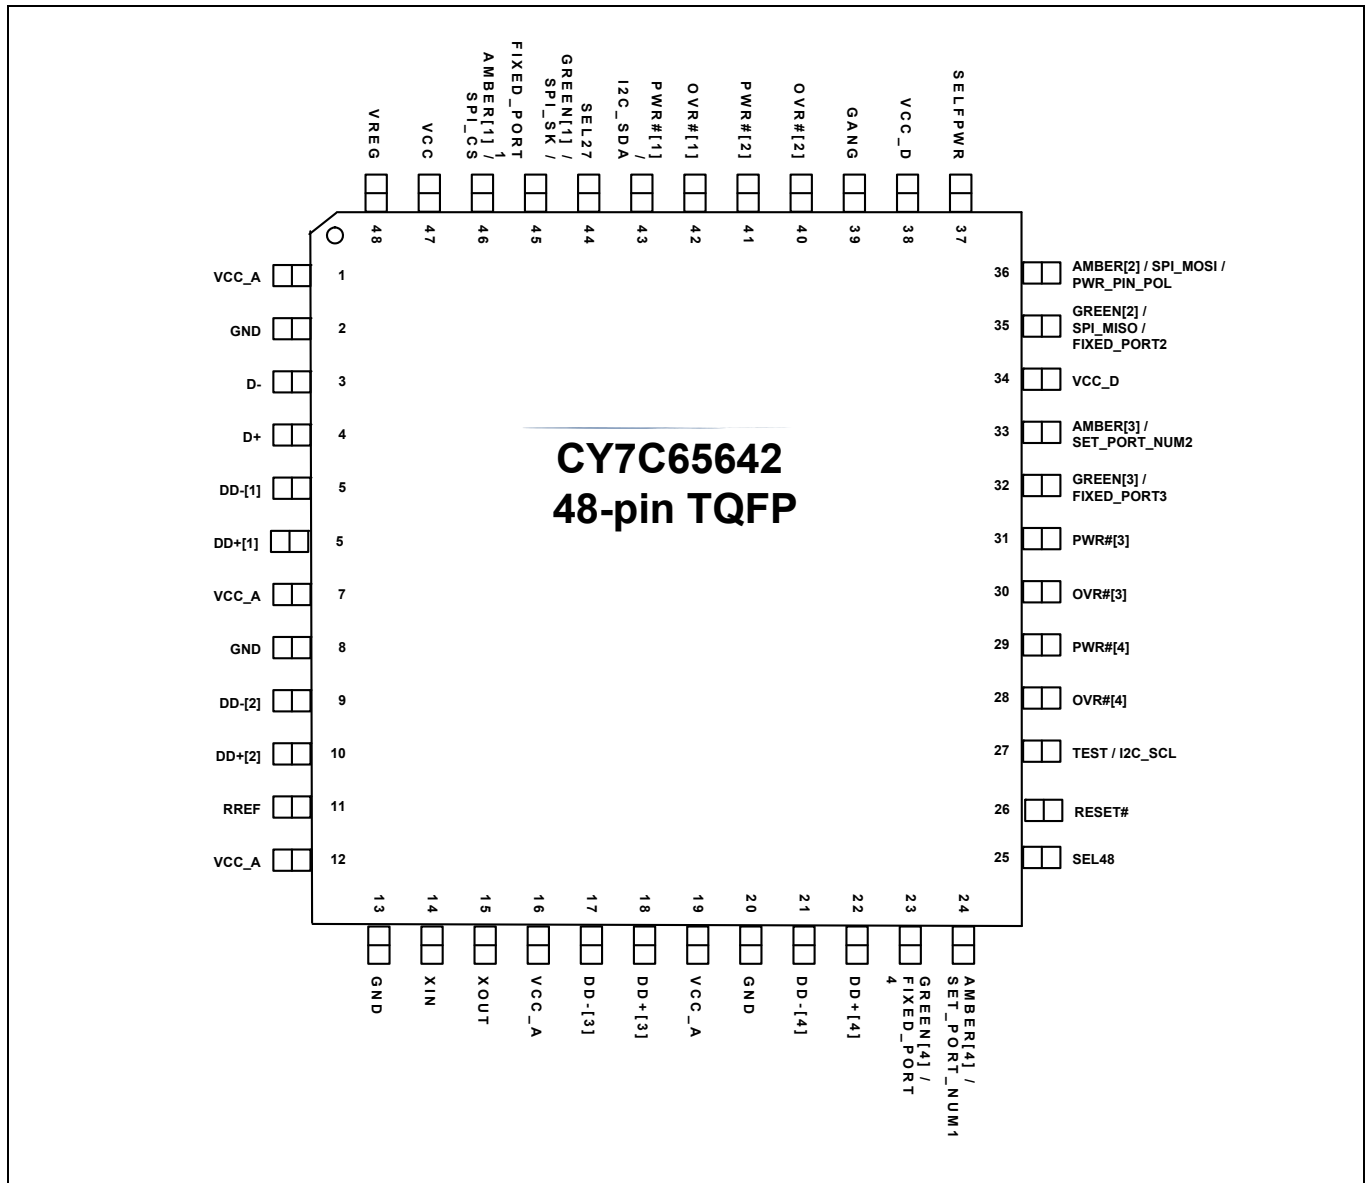 SPI_CS
AMBER[1] /
1
FIXED_PORT
SPI_SK /
GREEN[1] /
SEL27
I2C_SDA
/
PWR#[1]
OVR#[1]
PWR#[2]
OVR#[2]
GANG
VCC_D
SELFPWR
VREG
VCC
48
47
46
45
44
43
42
41
40
39
38
37
VCC_A
1
GND
2
D-
3
D+
4
DD-[1]
5
DD+[1]
5
VCC_A
7
GND
8
DD-[2]
9
DD+[2]
10
RREF
11
VCC_A
12
CY7C65642
48-pin TQFP
36
AMBER[2] / SPI_MOSI /
PWR_PIN_POL
35
GREEN[2] /
SPI_MISO /
FIXED_PORT2
34
VCC_D
33
AMBER[3] /
SET_PORT_NUM2
32
GREEN[3] /
FIXED_PORT3
31
PWR#[3]
30
OVR#[3]
29
PWR#[4]
28
OVR#[4]
27
TEST / I2C_SCL
26
RESET#
25
SEL48
13
14
15
16
17
18
19
20
21
22
23
24
GND
XIN
XOUT
VCC_A
DD-[3]
DD+[3]
VCC_A
GND
DD-[4]
DD+[4]
GREEN[4] /
FIXED_PORT
4
AMBER[4] /
SET_PORT_NUM1